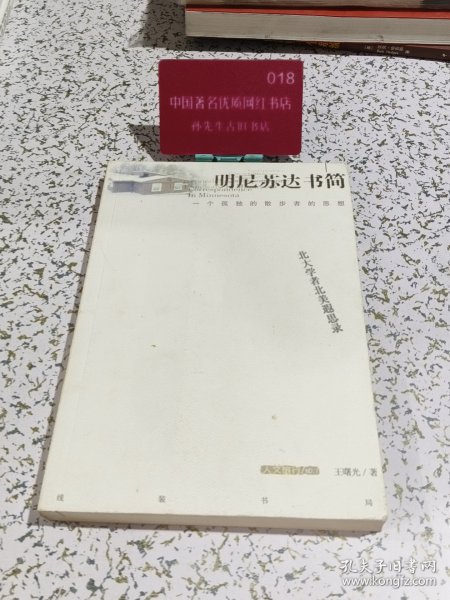 018
中国著名优质网红书店
孙先生古旧书店
明尼苏达书简
Correspondence
In Minnesota
一个孤独的散步者的思想
北大学者北美遐思录
王曙光/著
线装书局
孔夫子旧书网
www.kongfz.com